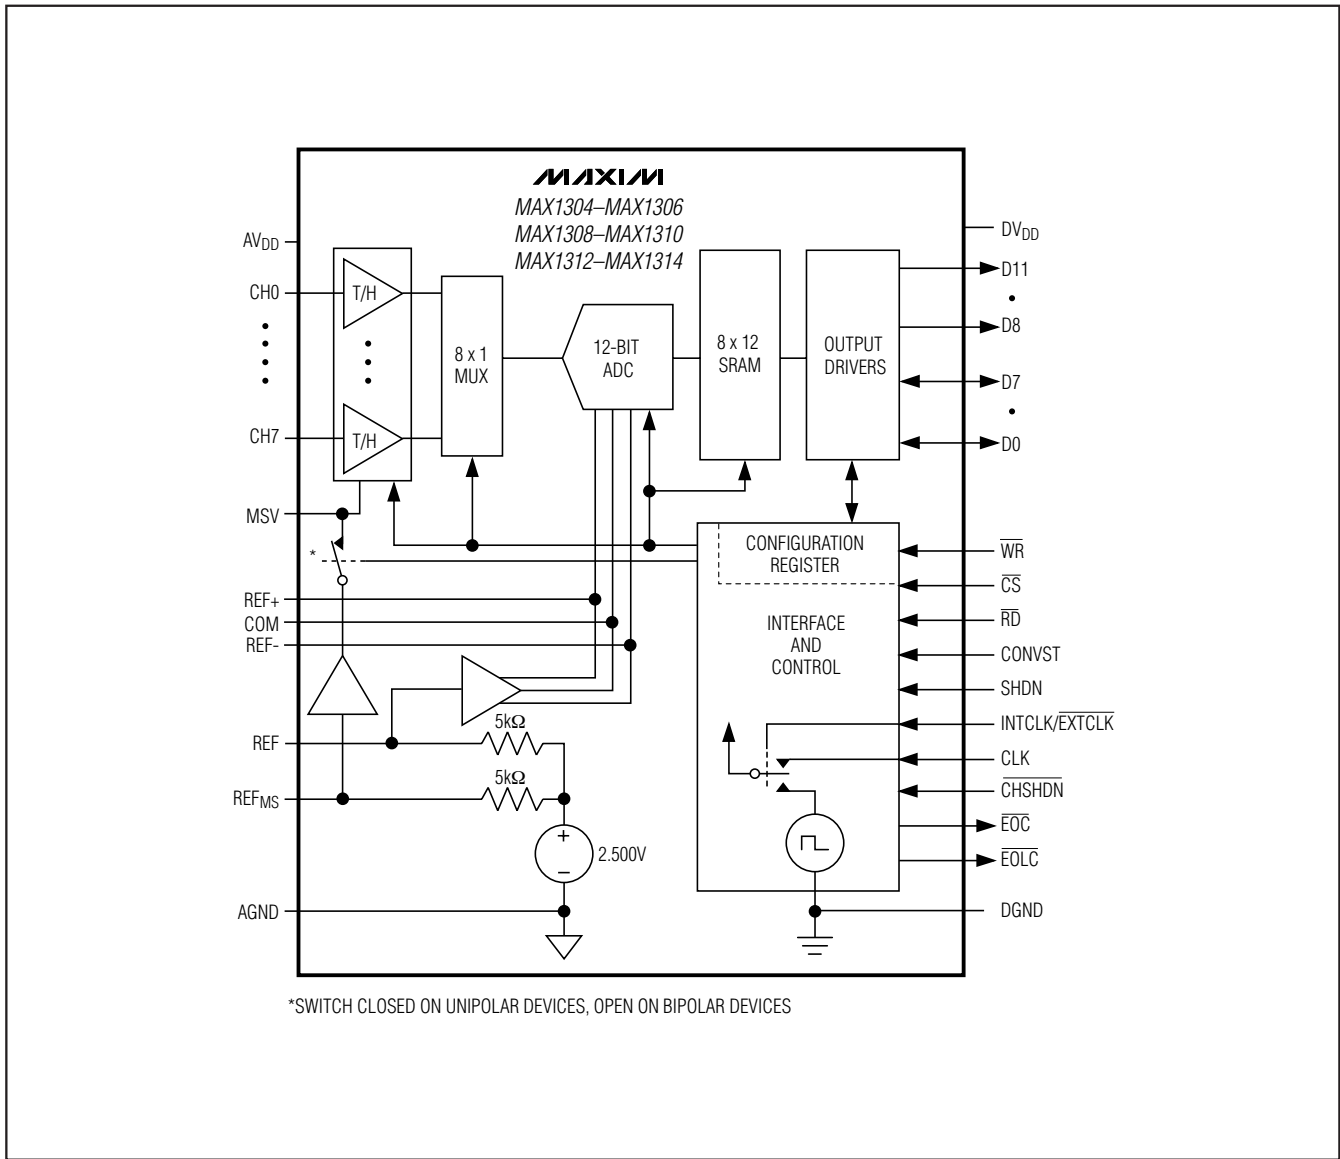 MAXIM
MAX1304–MAX1306
MAX1308–MAX1310
MAX1312–MAX1314
AVDD
DVDD
CH0
T/H
D11
D8
8 x 1
MUX
12-BIT
ADC
8 x 12
SRAM
OUTPUT
DRIVERS
D7
CH7
T/H
D0
MSV
*
CONFIGURATION
REGISTER
WR
CS
REF+
COM
REF-
INTERFACE
AND
CONTROL
RD
CONVST
SHDN
5kΩ
INTCLK/EXTCLK
REF
CLK
5kΩ
REFMS
CHSHDN
+
−
2.500V
EOC
EOLC
AGND
DGND
*SWITCH CLOSED ON UNIPOLAR DEVICES, OPEN ON BIPOLAR DEVICES